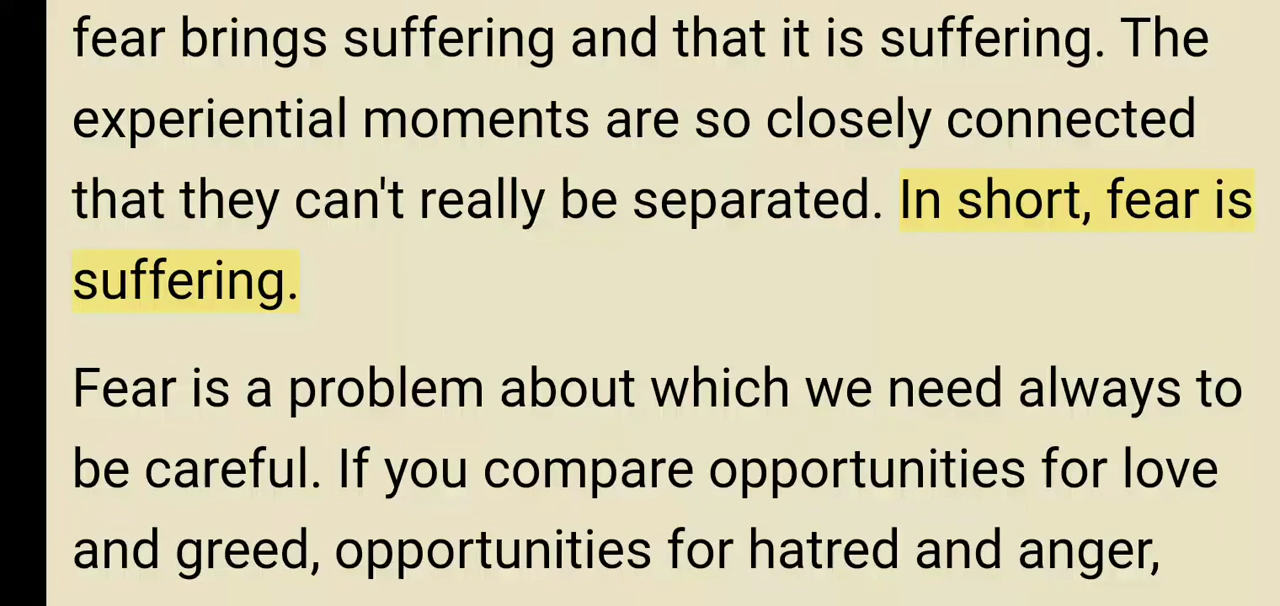 fear brings suffering and that it is suffering. The
experiential moments are so closely connected
that they can't really be separated. In short, fear is
suffering.
Fear is a problem about which we need always to
be careful. If you compare opportunities for love
and greed, opportunities for hatred and anger,